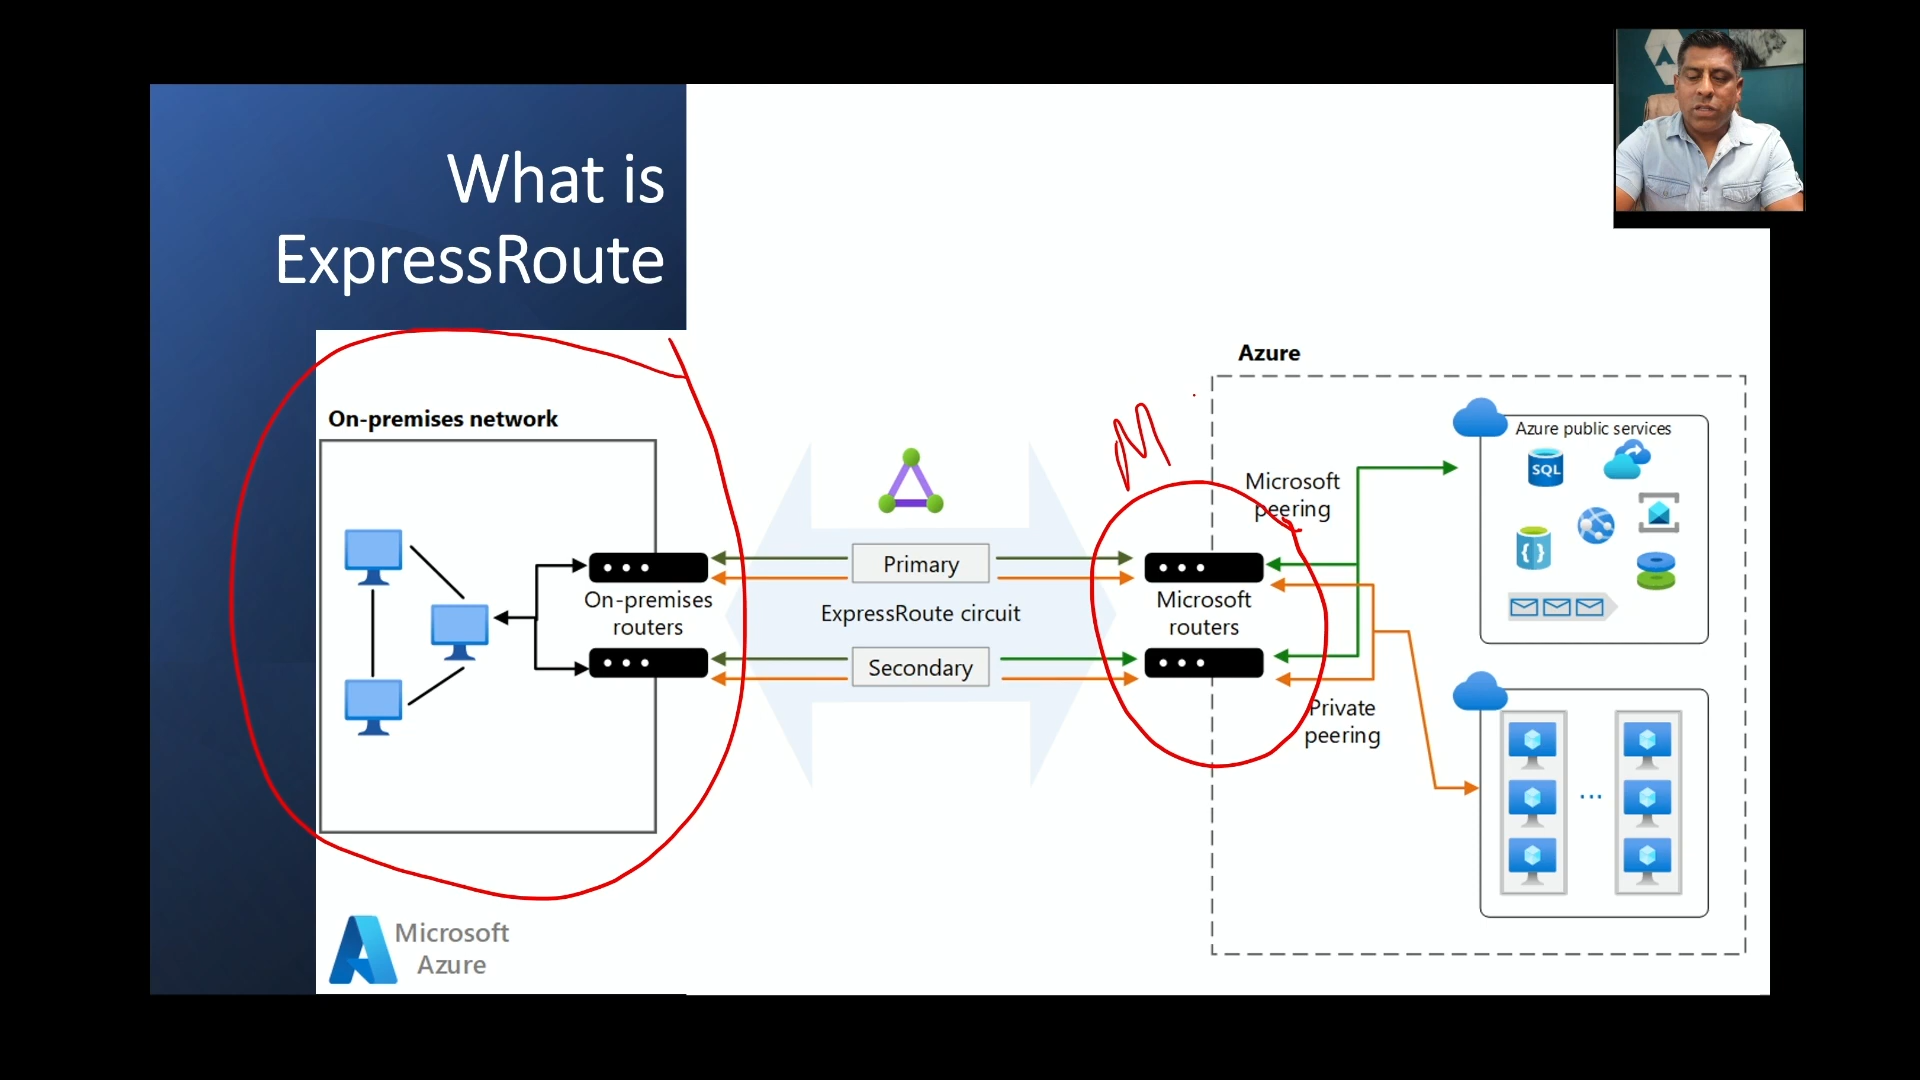 What is
ExpressRoute
Azure
On-premises network
Azure public services
SQL
Microsoft
peering
Primary
On-premises
routers
ExpressRoute circuit
Microsoft
routers
Secondary
Private
peering
M
Microsoft
Azure